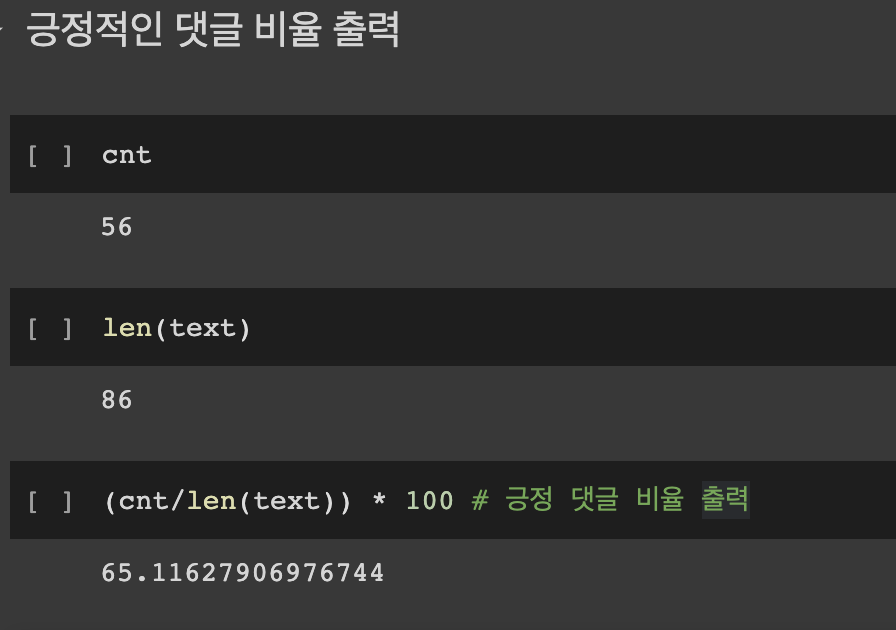 긍정적인 댓글 비율 출력
[ ] cnt
56
[ ] len(text)
86
[ ] (cnt/len(text)) * 100 # 긍정 댓글 비율 출력
65.11627906976744